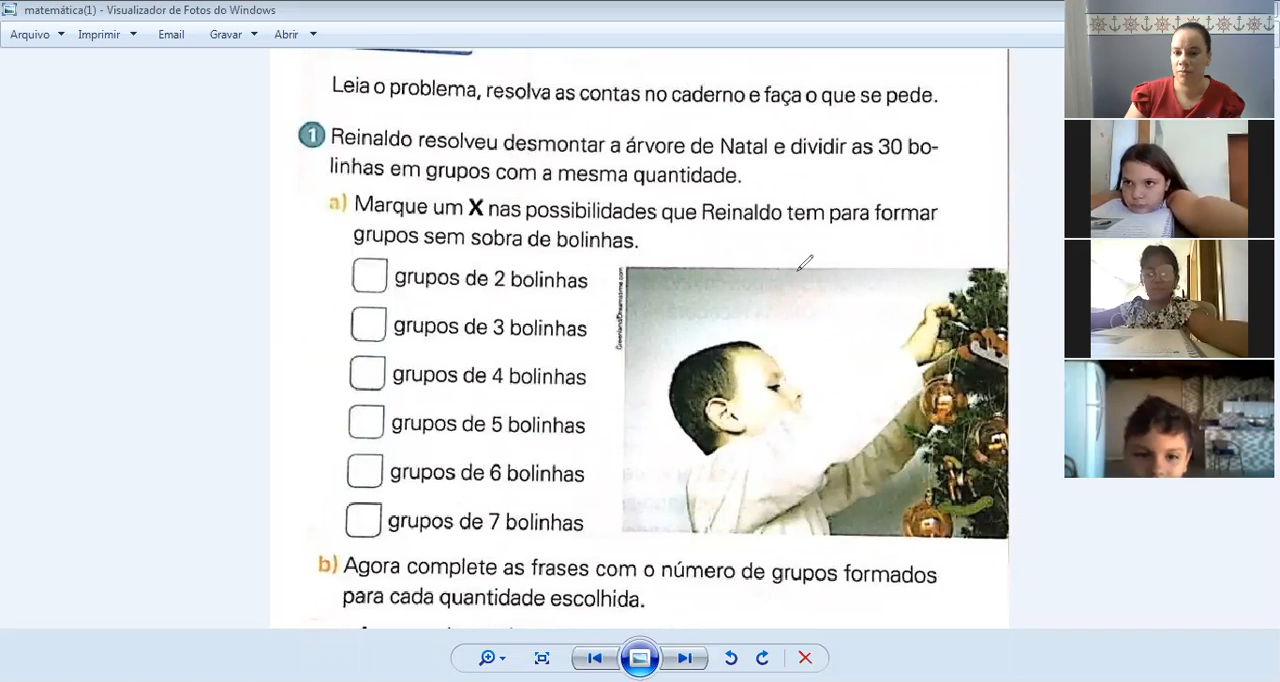 matemática(1) - Visualizador de Fotos do Windows
Arquivo Imprimir Email Gravar Abrir
Leia o problema, resolva as contas no caderno e faça o que se pede.
1 Reinaldo resolveu desmontar a árvore de Natal e dividir as 30 bo-
linhas em grupos com a mesma quantidade.
a) Marque um X nas possibilidades que Reinaldo tem para formar
grupos sem sobra de bolinhas.
grupos de 2 bolinhas
grupos de 3 bolinhas
grupos de 4 bolinhas
grupos de 5 bolinhas
grupos de 6 bolinhas
grupos de 7 bolinhas
b) Agora complete as frases com o número de grupos formados
para cada quantidade escolhida.